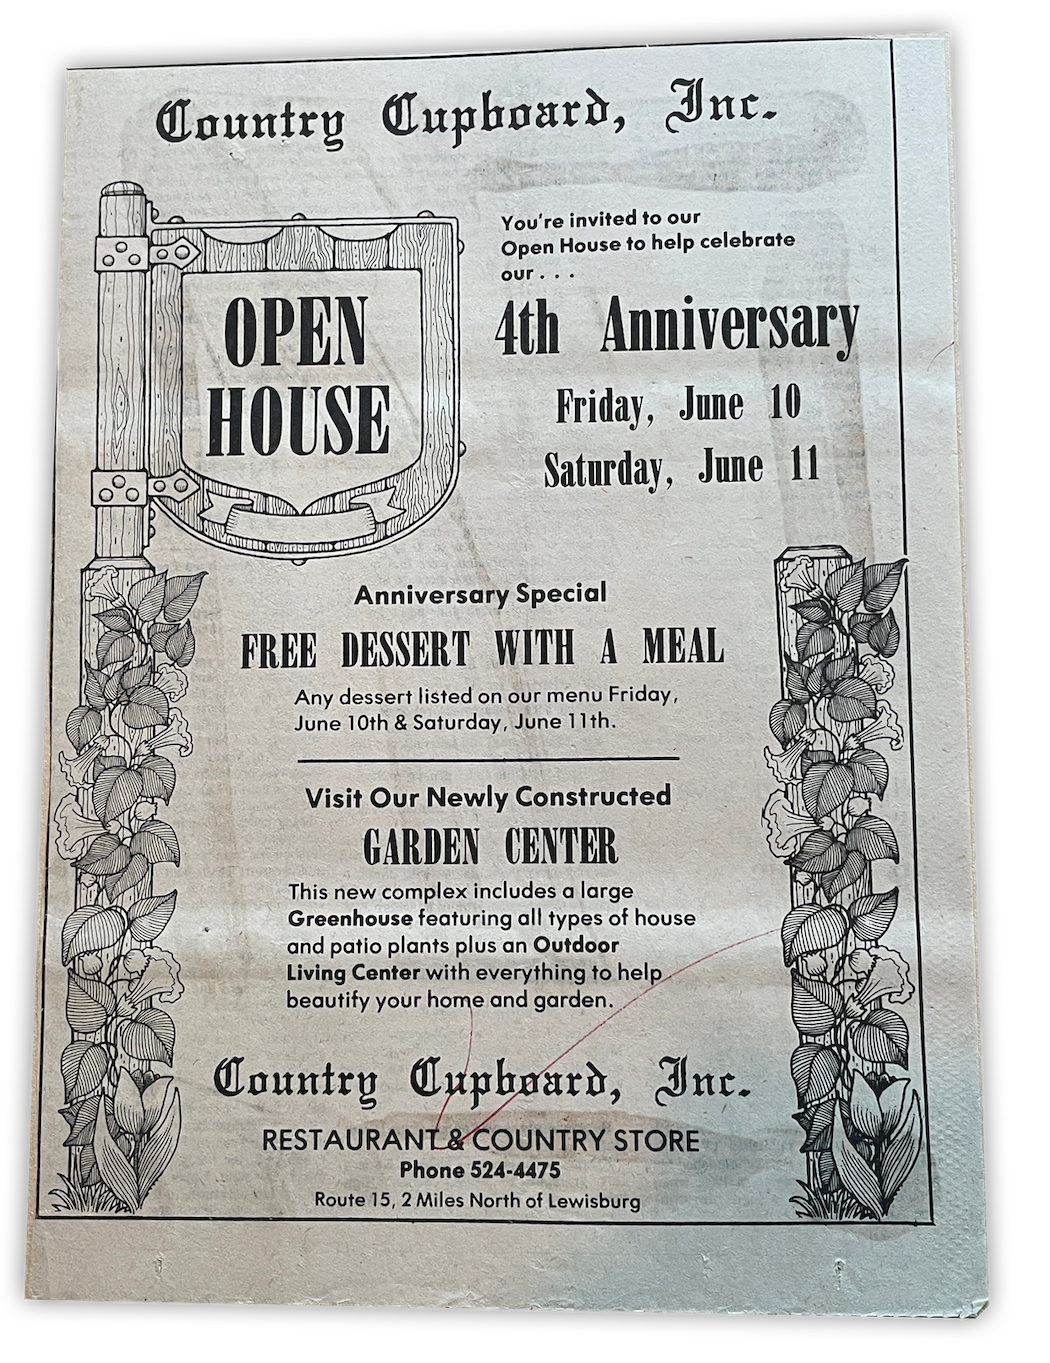 Country Cupboard, Inc.
OPEN
HOUSE
You're invited to our
Open House to help celebrate
our . . .
4th Anniversary
Friday, June 10
Saturday, June 11
Anniversary Special
FREE DESSERT WITH A MEAL
Any dessert listed on our menu Friday,
June 10th & Saturday, June 11th.
Visit Our Newly Constructed
GARDEN CENTER
This new complex includes a large
Greenhouse featuring all types of house
and patio plants plus an Outdoor
Living Center with everything to help
beautify your home and garden.
Country Cupboard, Inc.
RESTAURANT & COUNTRY STORE
Phone 524-4475
Route 15, 2 Miles North of Lewisburg